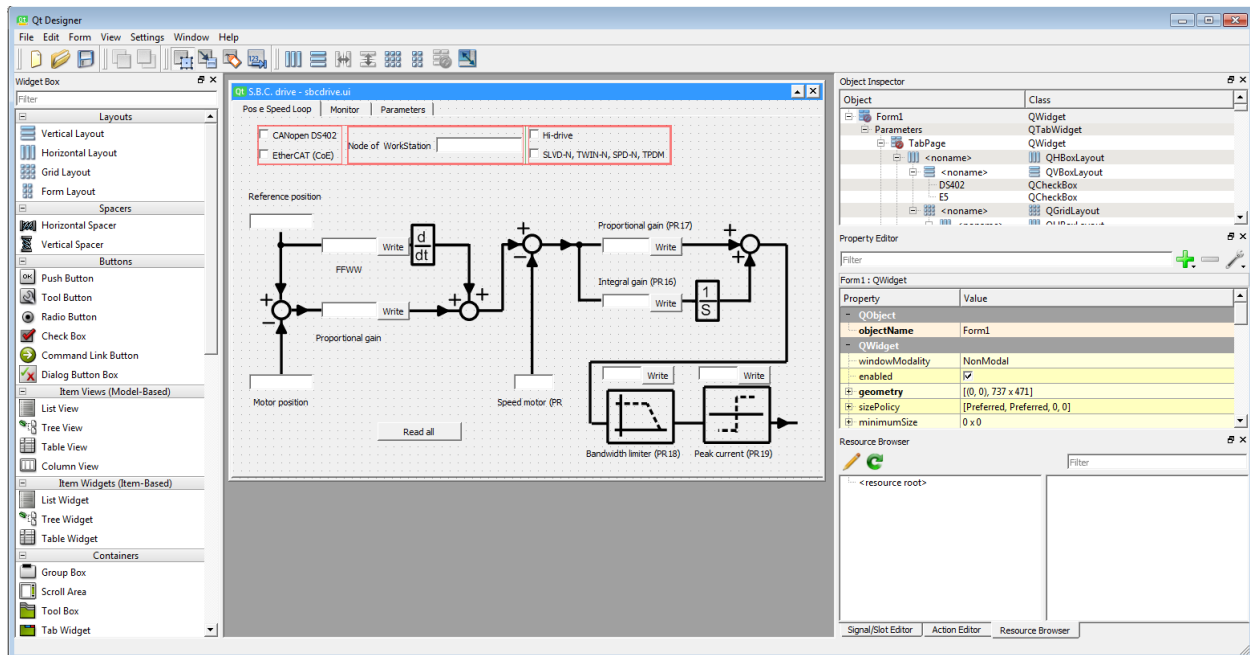 Qt Designer
File Edit Form View Settings Window Help
Widget Box
Filter
Layouts
Vertical Layout
Horizontal Layout
Grid Layout
Form Layout
Spacers
Horizontal Spacer
Vertical Spacer
Buttons
Push Button
Tool Button
Radio Button
Check Box
Command Link Button
Dialog Button Box
Item Views (Model-Based)
List View
Tree View
Table View
Column View
Item Widgets (Item-Based)
List Widget
Tree Widget
Table Widget
Containers
Group Box
Scroll Area
Tool Box
Tab Widget
S.B.C. drive - sbcdrive.ui
Pos e Speed Loop Monitor Parameters
CANopen DS402
EtherCAT (CoE)
Node of WorkStation
Hi-drive
SLVD-N, TWIN-N, SPD-N, TPDM
Reference position
Write
d
dt
FFWW
Write
Proportional gain
Motor position
Read all
Proportional gain (PR17)
Write
Integral gain (PR16)
Write
1
S
Speed motor (PR
Write
Write
Bandwidth limiter (PR18)
Peak current (PR19)
Object Inspector
Object Class
Form1 QWidget
Parameters QTabWidget
TabPage QWidget
<noname> QHBoxLayout
<noname> QVBoxLayout
DS402 QCheckBox
E5 QCheckBox
<noname> QGridLayout
Property Editor
Filter
Form1 : QWidget
Property Value
QObject
objectName Form1
QWidget
windowModality NonModal
enabled
geometry [(0, 0), 737 x 471]
sizePolicy [Preferred, Preferred, 0, 0]
minimumSize 0 x 0
Resource Browser
Filter
<resource root>
Signal/Slot Editor Action Editor Resource Browser